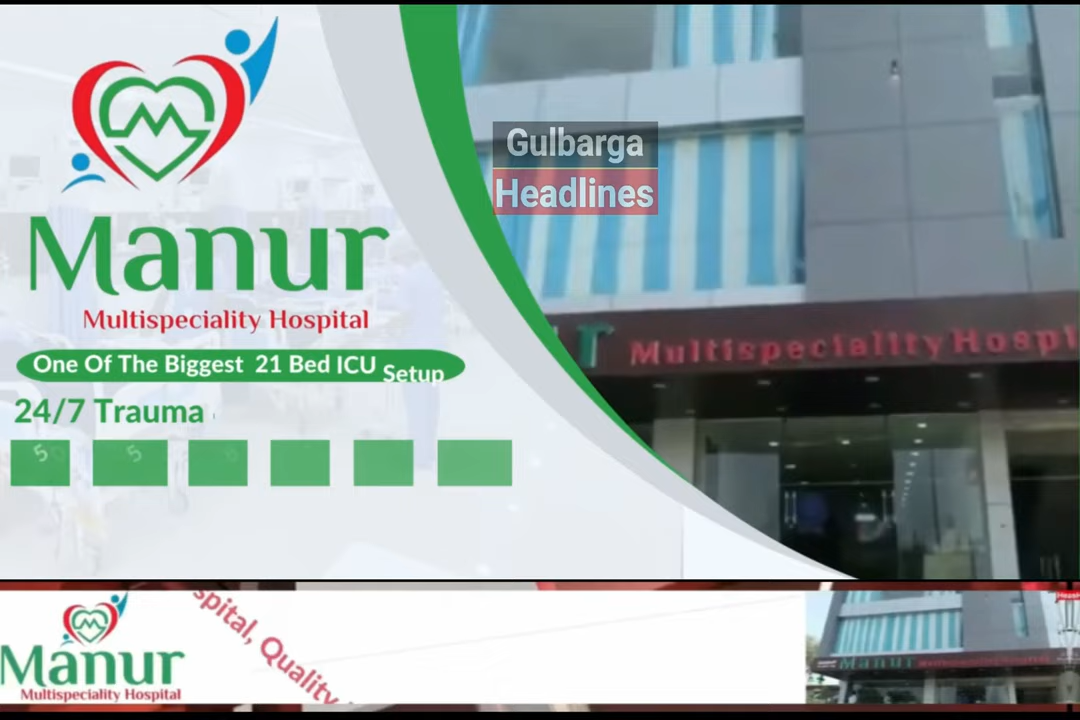 Manur
Multispeciality Hospital
One Of The Biggest 21 Bed ICU Setup
24/7 Trauma
Gulbarga
Headlines
Multispeciality Hospi
Manur
Multispeciality Hospital
spital, Quality
Manur